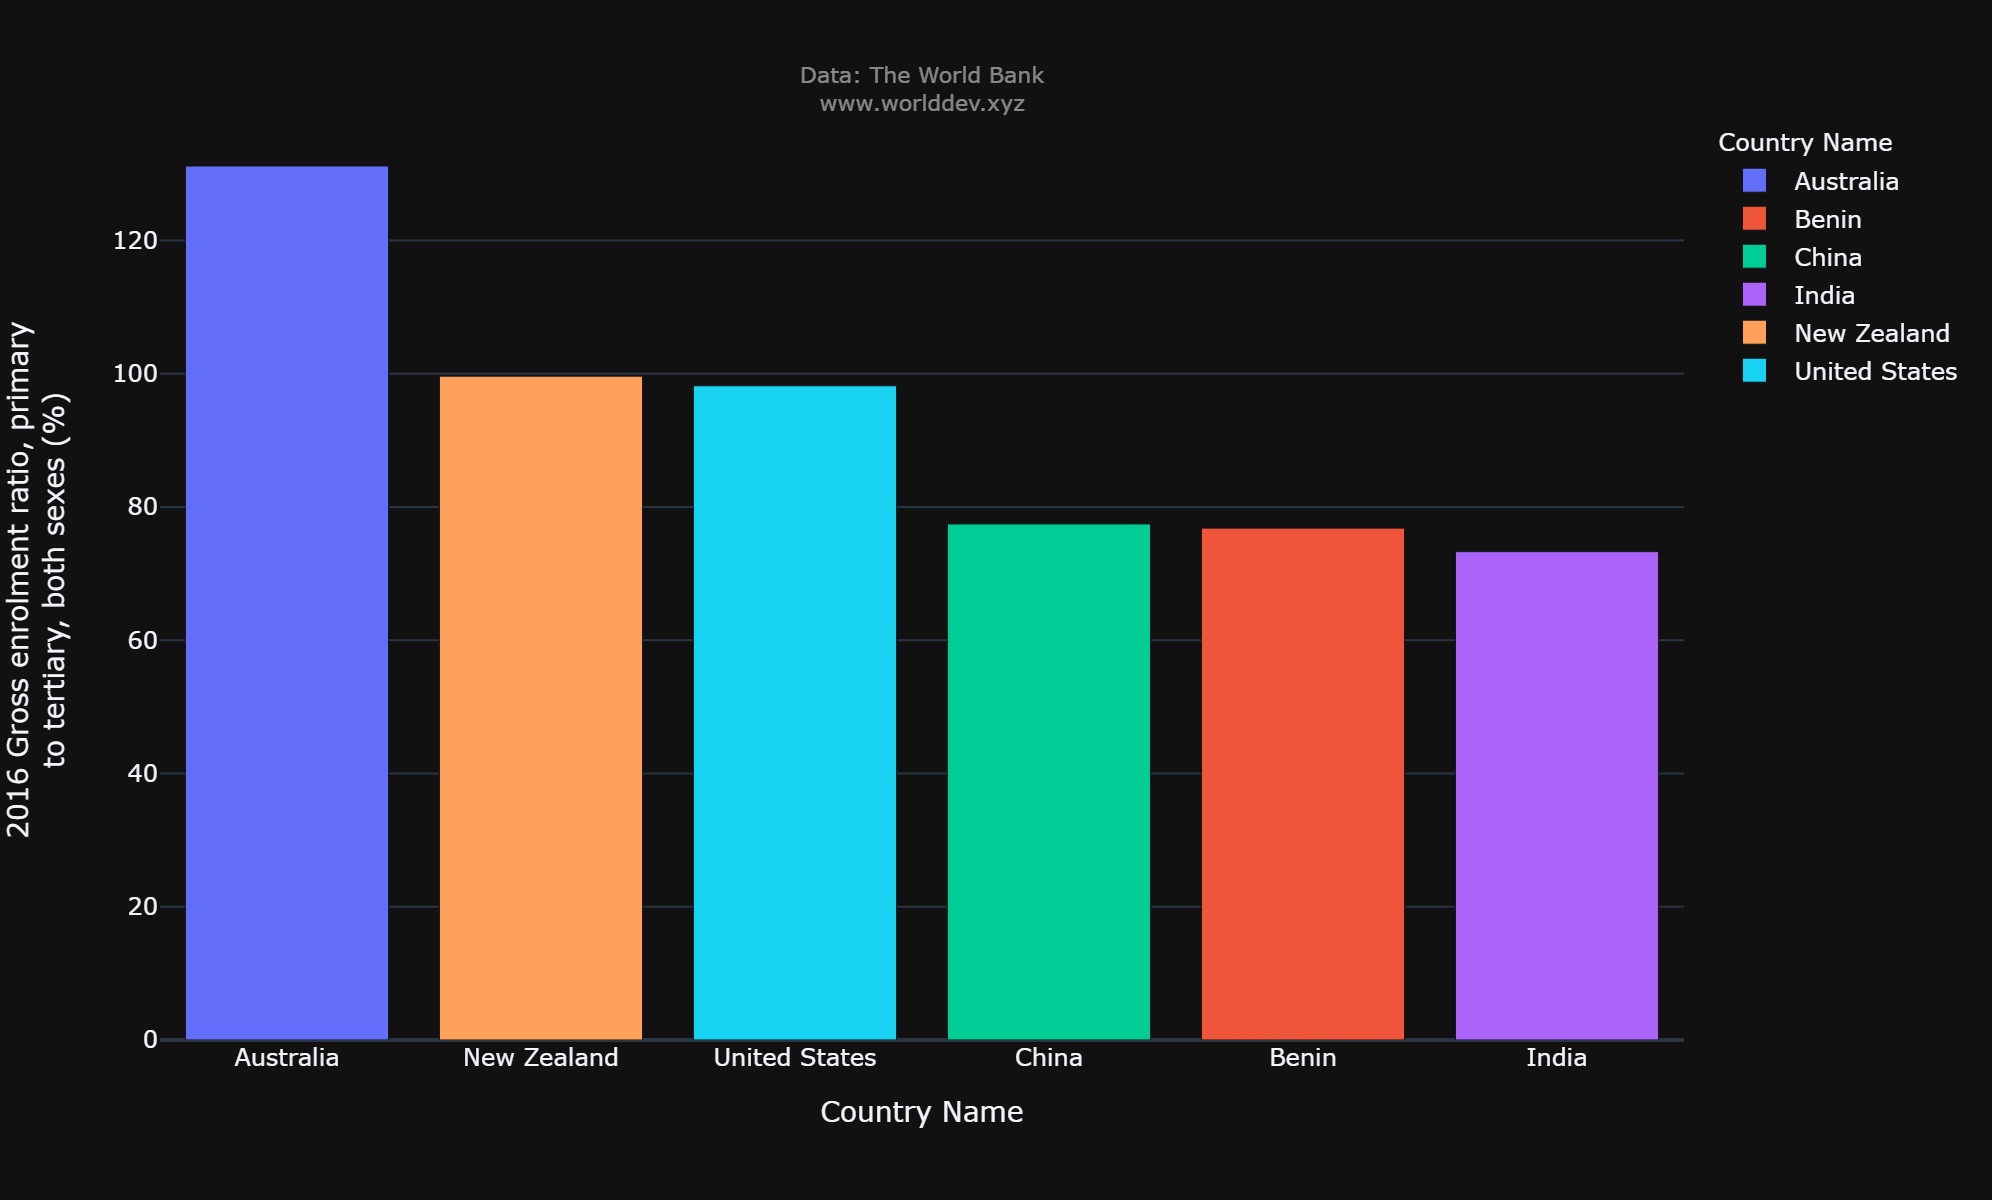 Data: The World Bank
www.worlddev.xyz
2016 Gross enrolment ratio, primary
to tertiary, both sexes (%)
120
100
80
60
40
20
0
Australia
New Zealand
United States
China
Benin
India
Country Name
Country Name
Australia
Benin
China
India
New Zealand
United States